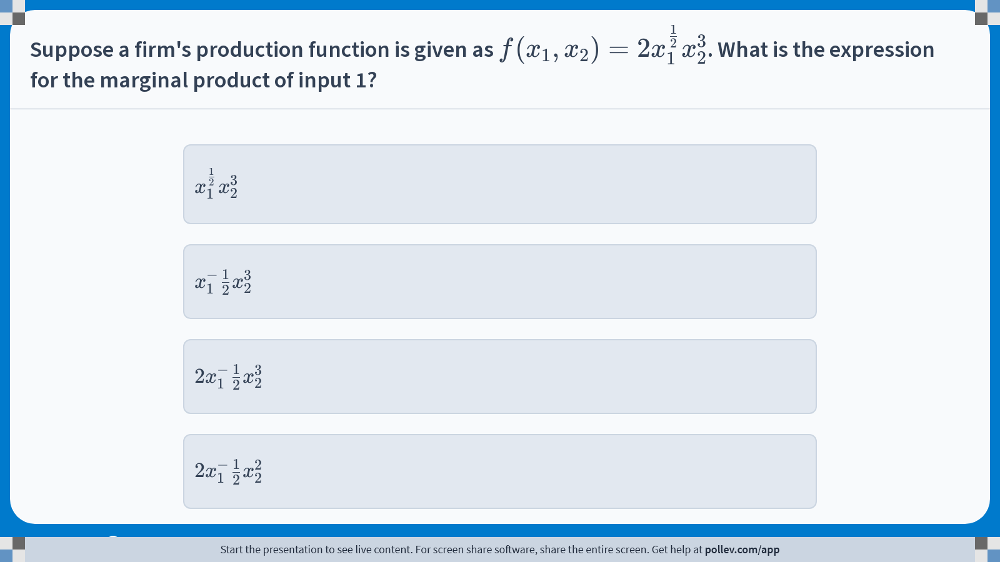 Suppose a firm's production function is given as $f(x_1, x_2) = 2x_1^{\frac{1}{2}} x_2^3$. What is the expression
for the marginal product of input 1?
$x_1^{\frac{1}{2}} x_2^3$
$x_1^- \frac{1}{2} x_2^3$
$2x_1^- \frac{1}{2} x_2^3$
$2x_1^- \frac{1}{2} x_2^2$
Start the presentation to see live content. For screen share software, share the entire screen. Get help at pollev.com/app